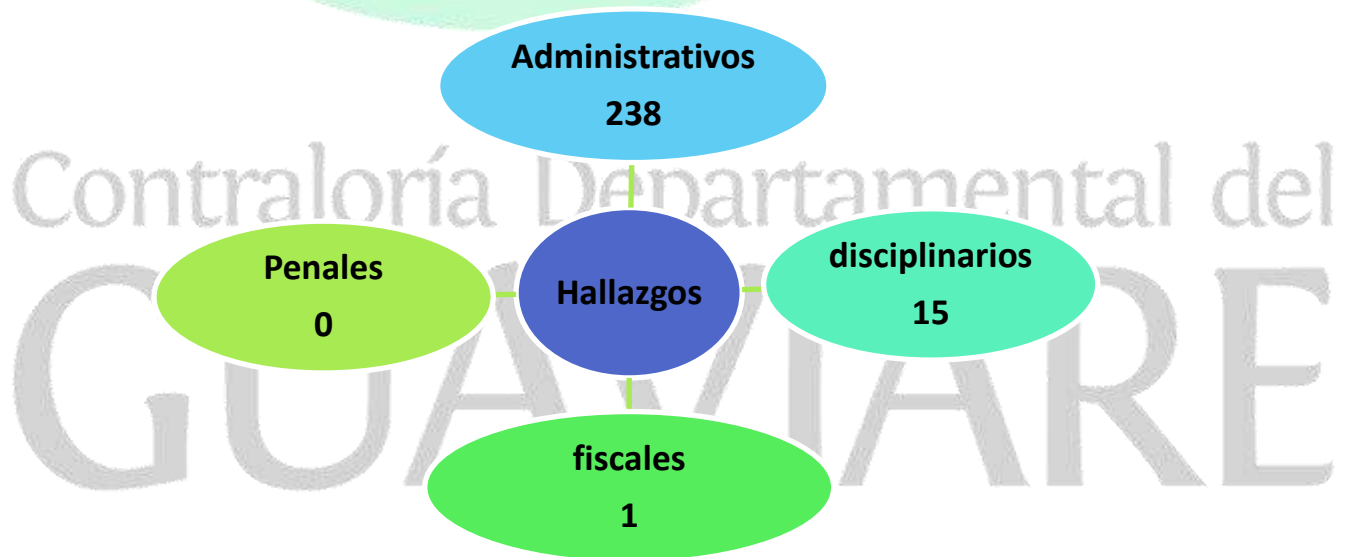 Administrativos
238
Contraloría Departamental del
GUAVIARE
Penales
0
Hallazgos
disciplinarios
15
fiscales
1